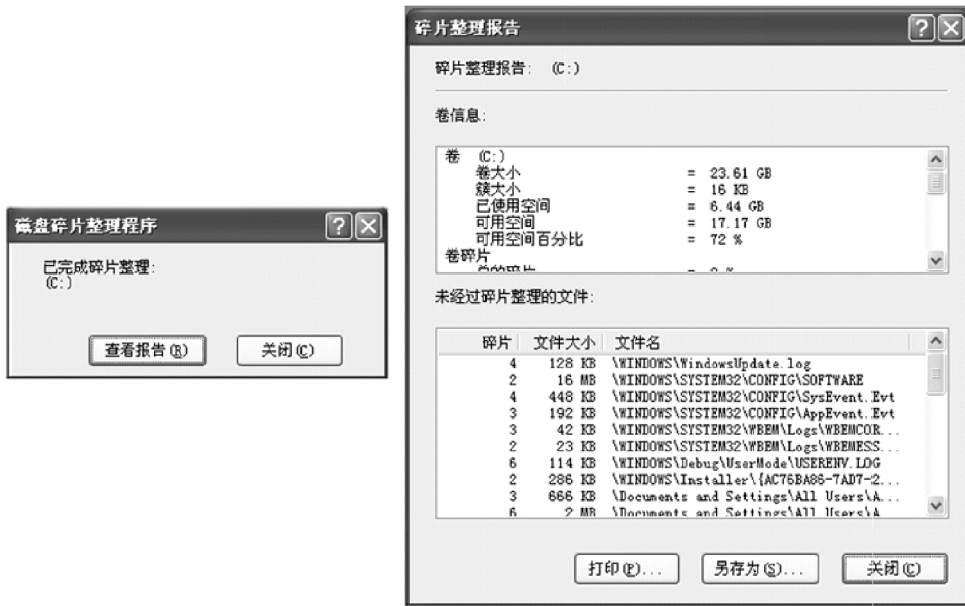 磁盘碎片整理程序
已完成碎片整理:
(C:)
查看报告(R)
关闭(C)
碎片整理报告
碎片整理报告: (C:)
卷信息:
卷 (C:)
卷大小 = 23.61 GB
簇大小 = 16 KB
已使用空间 = 6.44 GB
可用空间 = 17.17 GB
可用空间百分比 = 72 %
卷碎片
未经过碎片整理的文件:
碎片 文件大小 文件名
4 128 KB \WINDOWS\WindowsUpdate.log
2 16 MB \WINDOWS\SYSTEM32\CONFIG\SOFTWARE
4 448 KB \WINDOWS\SYSTEM32\CONFIG\SysEvent.Evt
3 192 KB \WINDOWS\SYSTEM32\CONFIG\AppEvent.Evt
3 42 KB \WINDOWS\SYSTEM32\WBEM\Logs\WBEMCOR...
2 23 KB \WINDOWS\SYSTEM32\WBEM\Logs\WBEMESS...
6 114 KB \WINDOWS\Debug\UserMode\USERENV.LOG
2 286 KB \WINDOWS\Installer\{AC76BA86-7AD7-2...
3 666 KB \Documents and Settings\All Users\A...
6 2 MB \Documents and Settings\All Users\A...
打印(P)...
另存为(S)...
关闭(C)